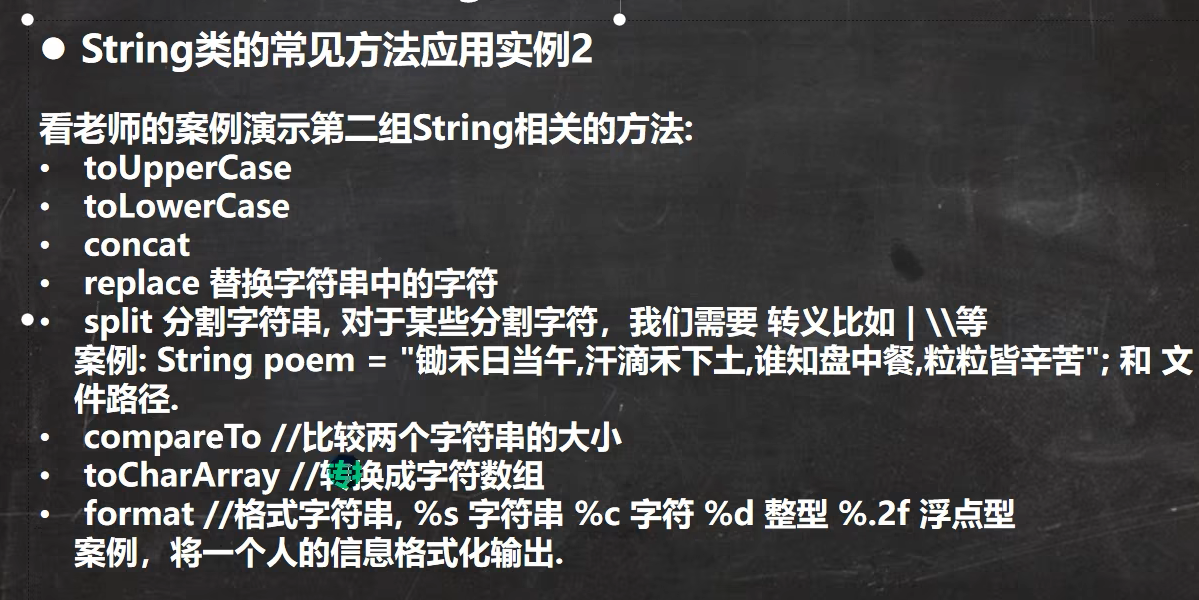 ● String类的常见方法应用实例2
看老师的案例演示第二组String相关的方法:
• toUpperCase
• toLowerCase
• concat
• replace 替换字符串中的字符
• split 分割字符串, 对于某些分割字符，我们需要 转义比如 | \\等
案例: String poem = "锄禾日当午,汗滴禾下土,谁知盘中餐,粒粒皆辛苦"; 和 文
件路径.
• compareTo //比较两个字符串的大小
• toCharArray //转换成字符数组
• format //格式字符串, %s 字符串 %c 字符 %d 整型 %.2f 浮点型
案例，将一个人的信息格式化输出.